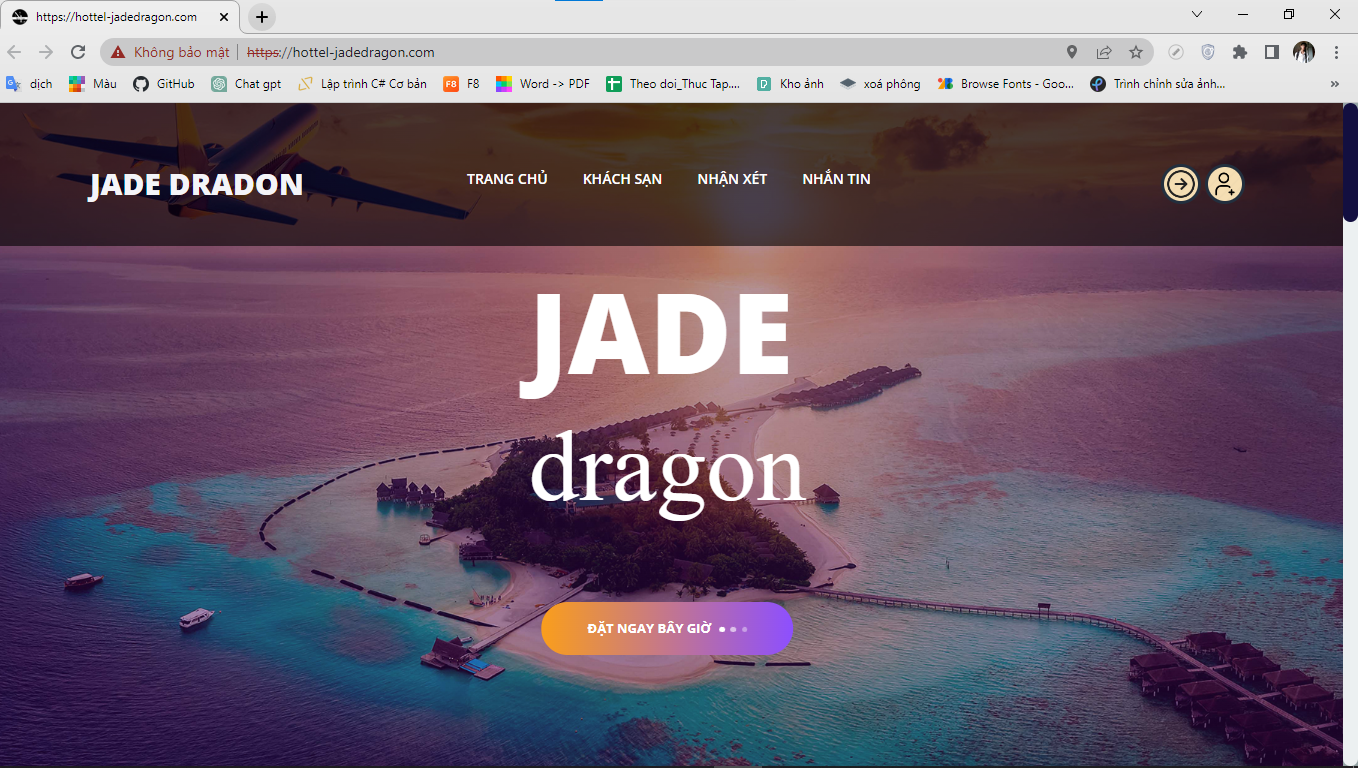 https://hottel-jadedragon.com
Không bảo mật https://hottel-jadedragon.com
dịch Màu GitHub Chat gpt Lập trình C# Cơ bản F8 F8 Word -> PDF Theo doi_Thuc Tap.... Kho ảnh xoá phông Browse Fonts - Goo... Trình chỉnh sửa ảnh...
JADE DRADON TRANG CHỦ KHÁCH SẠN NHẬN XÉT NHẮN TIN
JADE
dragon
ĐẶT NGAY BÂY GIỜ